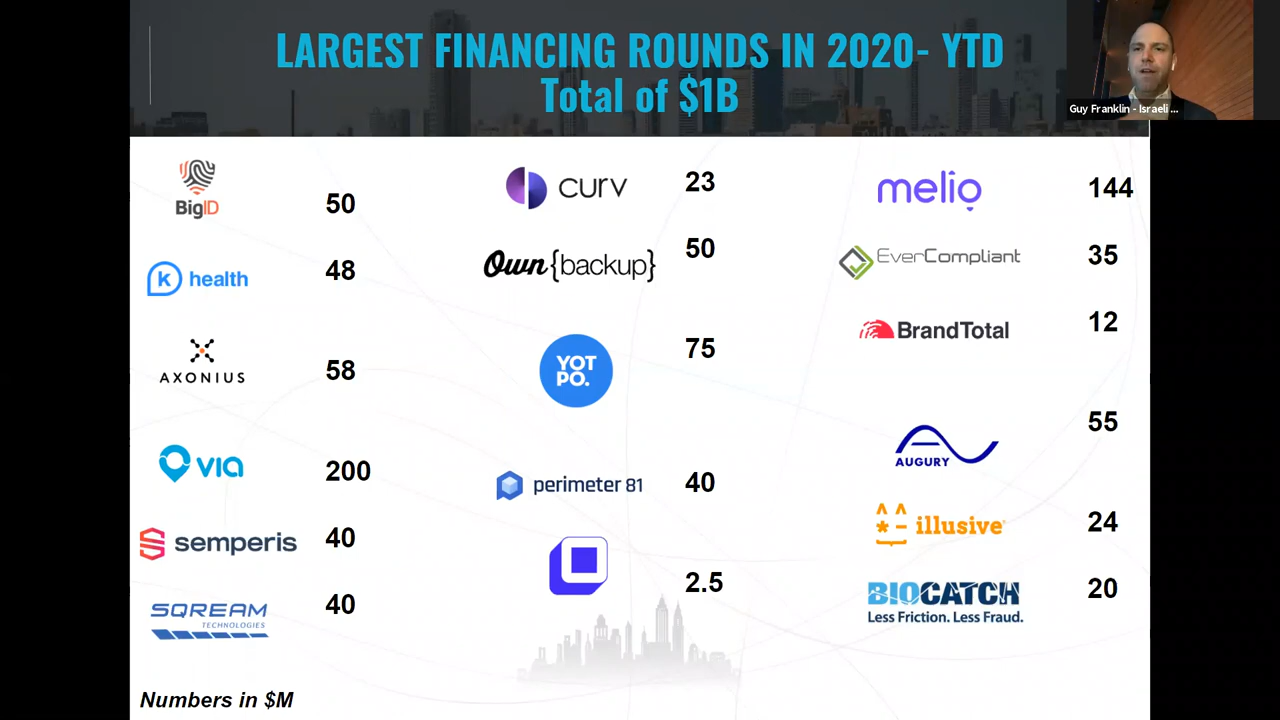 LARGEST FINANCING ROUNDS IN 2020- YTD
Total of $1B
Guy Franklin - Israeli ...
BigID
50
k health
48
AXONIUS
58
via
200
semperis
40
SQREAM
TECHNOLOGIES
40
curv
23
Own{backup}
50
YOT
PO.
75
perimeter 81
40
2.5
melio
144
EverCompliant
35
BrandTotal
12
AUGURY
55
illusive
24
BIOCATCH
Less Friction. Less Fraud.
20
Numbers in $M